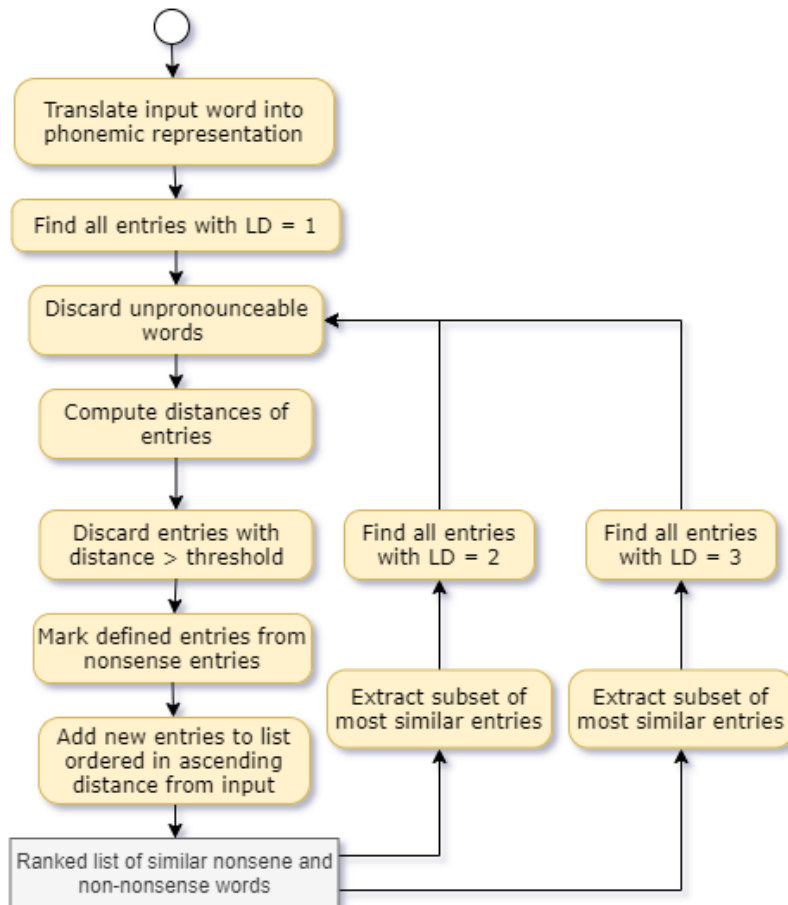 Translate input word into
phonemic representation
Find all entries with LD = 1
Discard unpronounceable
words
Compute distances of
entries
Discard entries with
distance > threshold
Mark defined entries from
nonsense entries
Add new entries to list
ordered in ascending
distance from input
Ranked list of similar nonsene and
non-nonsense words
Find all entries
with LD = 2
Extract subset of
most similar entries
Find all entries
with LD = 3
Extract subset of
most similar entries